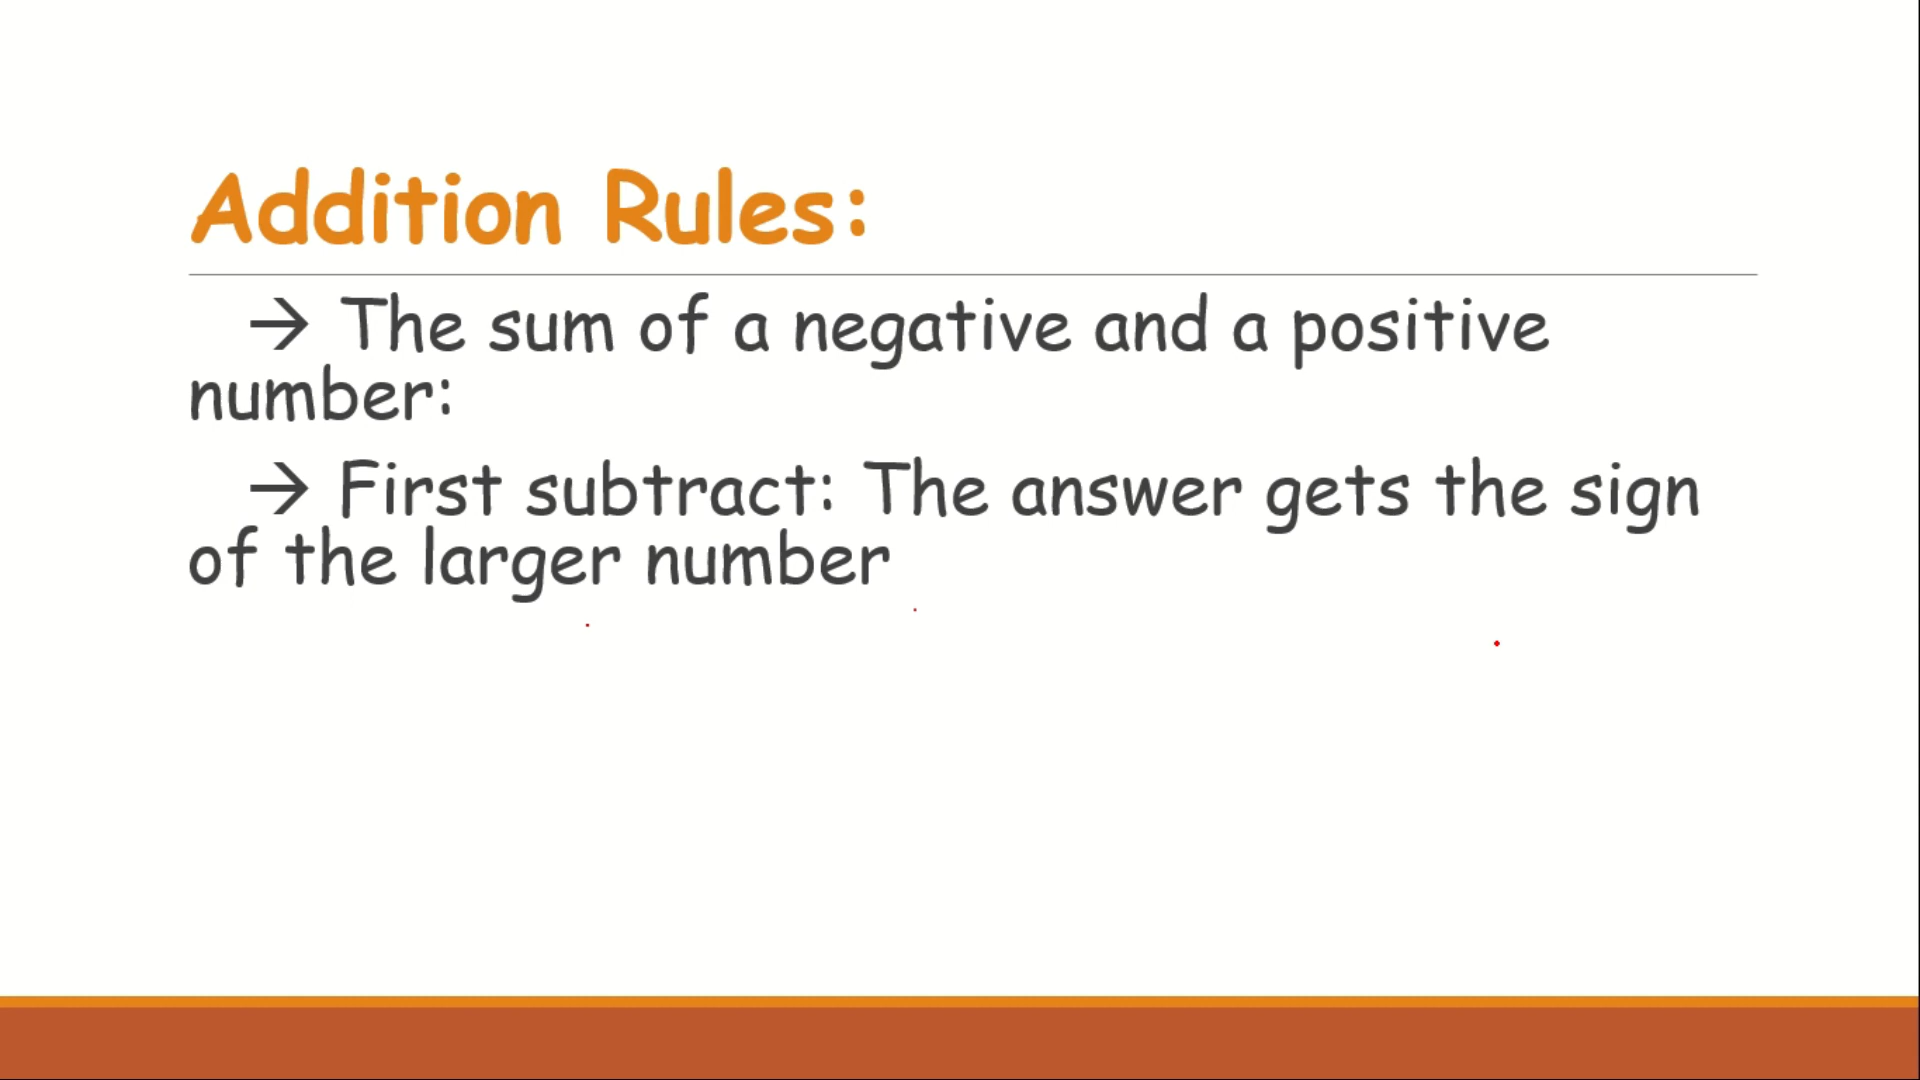 Addition Rules:
→ The sum of a negative and a positive
number:
→ First subtract: The answer gets the sign
of the larger number